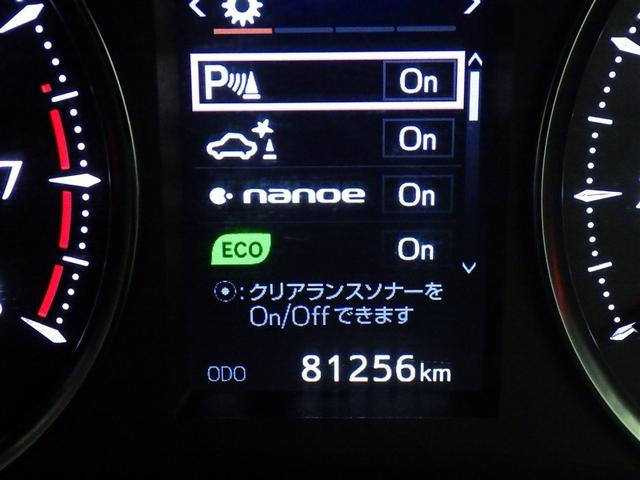 P On
On
nanoe On
ECO On
:クリアランスソナーを
On/Offできます
ODO 81256km
7